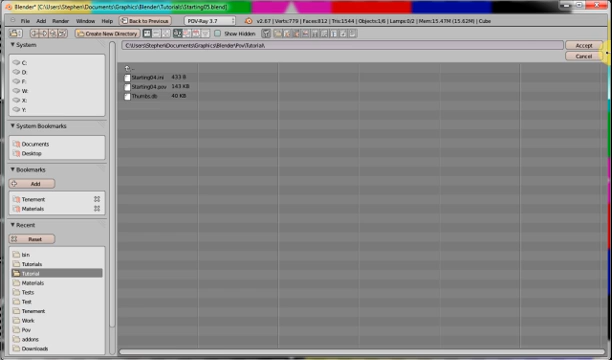 Blender* [C:\Users\Stephen\Documents\Graphics\Blender\Tutorials\Starting05.blend]
File Add Render Window Help Back to Previous POV-Ray 3.7 v2.67 | Verts:779 | Faces:812 | Tris:1544 | Objects:1/6 | Lamps:0/2 | Mem:15.47M (15.62M) | Cube
Create New Directory Show Hidden
System
C:
D:
F:
W:
X:
Y:
System Bookmarks
Documents
Desktop
Bookmarks
Add
Tenement
Materials
Recent
Reset
bin
Tutorials
Tutorial
Materials
Tests
Test
Tenement
Work
Pov
addons
Downloads
C:\Users\Stephen\Documents\Graphics\Blender\Pov\Tutorial\
Accept
Cancel
..
Starting04.ini 433 B
Starting04.pov 143 KB
Thumbs.db 40 KB